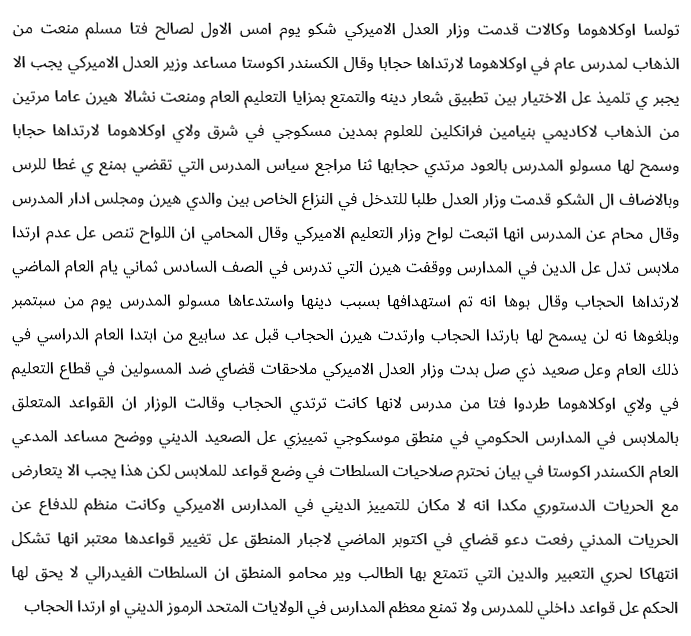 تولسا اوكلاهوما وكالات قدمت وزار العدل الاميركي شكو يوم امس الاول لصالح فتا مسلم منعت من
الذهاب لمدرس عام في اوكلاهوما لارتداها حجابا وقال الكسندر اكوستا مساعد وزير العدل الاميركي يجب الا
يجبر ي تلميذ عل الاختيار بين تطبيق شعار دينه والتمتع بمزايا التعليم العام ومنعت نشالا هيرن عاما مرتين
من الذهاب لاكاديمي بنيامين فرانكلين للعلوم بمدين مسكوجي في شرق ولاي اوكلاهوما لارتداها حجابا
وسمح لها مسولو المدرس بالعود مرتدي حجابها ثنا مراجع سياس المدرس التي تقضي بمنع ي غطا للرس
وبالاضاف ال الشكو قدمت وزار العدل طلبا للتدخل في النزاع الخاص بين والدي هيرن ومجلس ادار المدرس
وقال محام عن المدرس انها اتبعت لواح وزار التعليم الاميركي وقال المحامي ان اللواح تنص عل عدم ارتدا
ملابس تدل عل الدين في المدارس ووقفت هيرن التي تدرس في الصف السادس ثماني يام العام الماضي
لارتداها الحجاب وقال بوها انه تم استهدافها بسبب دينها واستدعاها مسولو المدرس يوم من سبتمبر
وبلغوها نه لن يسمح لها بارتدا الحجاب وارتدت هيرن الحجاب قبل عد سابيع من ابتدا العام الدراسي في
ذلك العام وعل صعيد ذي صل بدت وزار العدل الاميركي ملاحقات قضاي ضد المسولين في قطاع التعليم
في ولاي اوكلاهوما طردوا فتا من مدرس لانها كانت ترتدي الحجاب وقالت الوزار ان القواعد المتعلق
بالملابس في المدارس الحكومي في منطق موسكوجي تمييزي عل الصعيد الديني ووضح مساعد المدعي
العام الكسندر اكوستا في بيان نحترم صلاحيات السلطات في وضع قواعد للملابس لكن هذا يجب الا يتعارض
مع الحريات الدستوري مكدا انه لا مكان للتمييز الديني في المدارس الاميركي وكانت منظم للدفاع عن
الحريات المدني رفعت دعو قضاي في اكتوبر الماضي لاجبار المنطق عل تغيير قواعدها معتبر انها تشكل
انتهاكا لحري التعبير والدين التي تتمتع بها الطالب وير محامو المنطق ان السلطات الفيدرالي لا يحق لها
الحكم عل قواعد داخلي للمدرس ولا تمنع معظم المدارس في الولايات المتحد الرموز الديني او ارتدا الحجاب